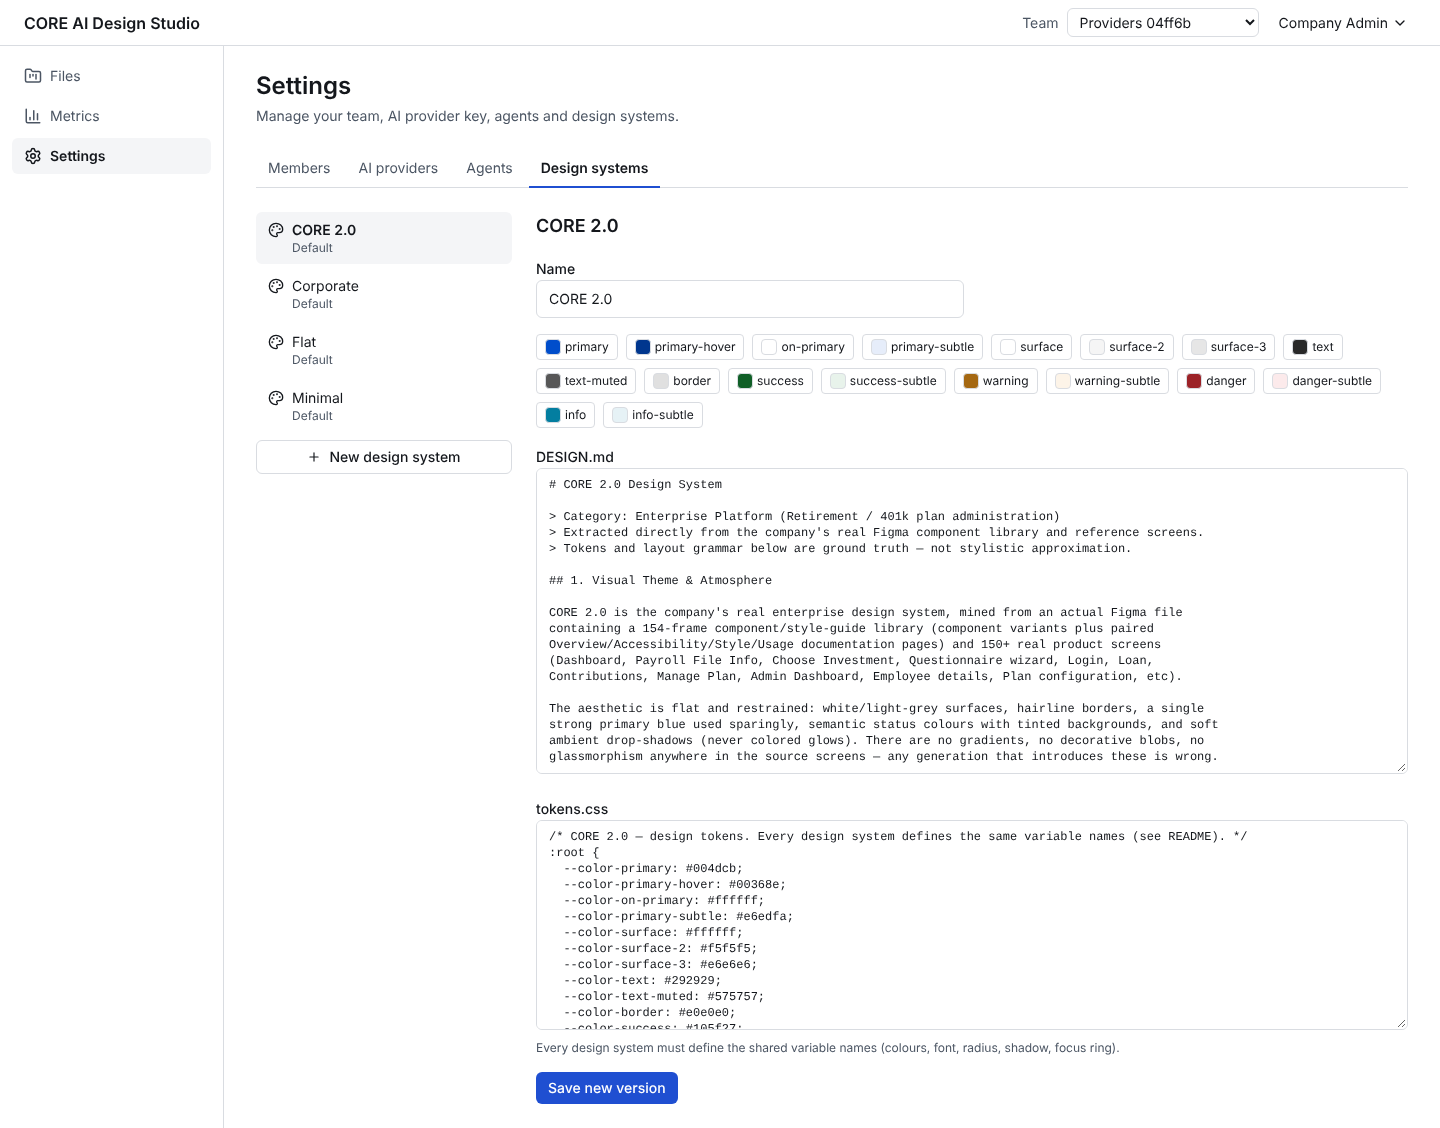 CORE AI Design Studio
Team
Providers 04ff6b
Company Admin
Files
Metrics
Settings
Settings
Manage your team, AI provider key, agents and design systems.
Members
AI providers
Agents
Design systems
CORE 2.0
Default
Corporate
Default
Flat
Default
Minimal
Default
New design system
CORE 2.0
Name
CORE 2.0
primary
primary-hover
on-primary
primary-subtle
surface
surface-2
surface-3
text
text-muted
border
success
success-subtle
warning
warning-subtle
danger
danger-subtle
info
info-subtle
DESIGN.md
# CORE 2.0 Design System
> Category: Enterprise Platform (Retirement / 401k plan administration)
> Extracted directly from the company's real Figma component library and reference screens.
> Tokens and layout grammar below are ground truth — not stylistic approximation.
## 1. Visual Theme & Atmosphere
CORE 2.0 is the company's real enterprise design system, mined from an actual Figma file
containing a 154-frame component/style-guide library (component variants plus paired
Overview/Accessibility/Style/Usage documentation pages) and 150+ real product screens
(Dashboard, Payroll File Info, Choose Investment, Questionnaire wizard, Login, Loan,
Contributions, Manage Plan, Admin Dashboard, Employee details, Plan configuration, etc).
The aesthetic is flat and restrained: white/light-grey surfaces, hairline borders, a single
strong primary blue used sparingly, semantic status colours with tinted backgrounds, and soft
ambient drop-shadows (never colored glows). There are no gradients, no decorative blobs, no
glassmorphism anywhere in the source screens — any generation that introduces these is wrong.
tokens.css
/* CORE 2.0 — design tokens. Every design system defines the same variable names (see README). */
:root {
--color-primary: #004dcb;
--color-primary-hover: #00368e;
--color-on-primary: #ffffff;
--color-primary-subtle: #e6edfa;
--color-surface: #ffffff;
--color-surface-2: #f5f5f5;
--color-surface-3: #e6e6e6;
--color-text: #292929;
--color-text-muted: #575757;
--color-border: #e0e0e0;
--color-success: #105f27;
Every design system must define the shared variable names (colours, font, radius, shadow, focus ring).
Save new version